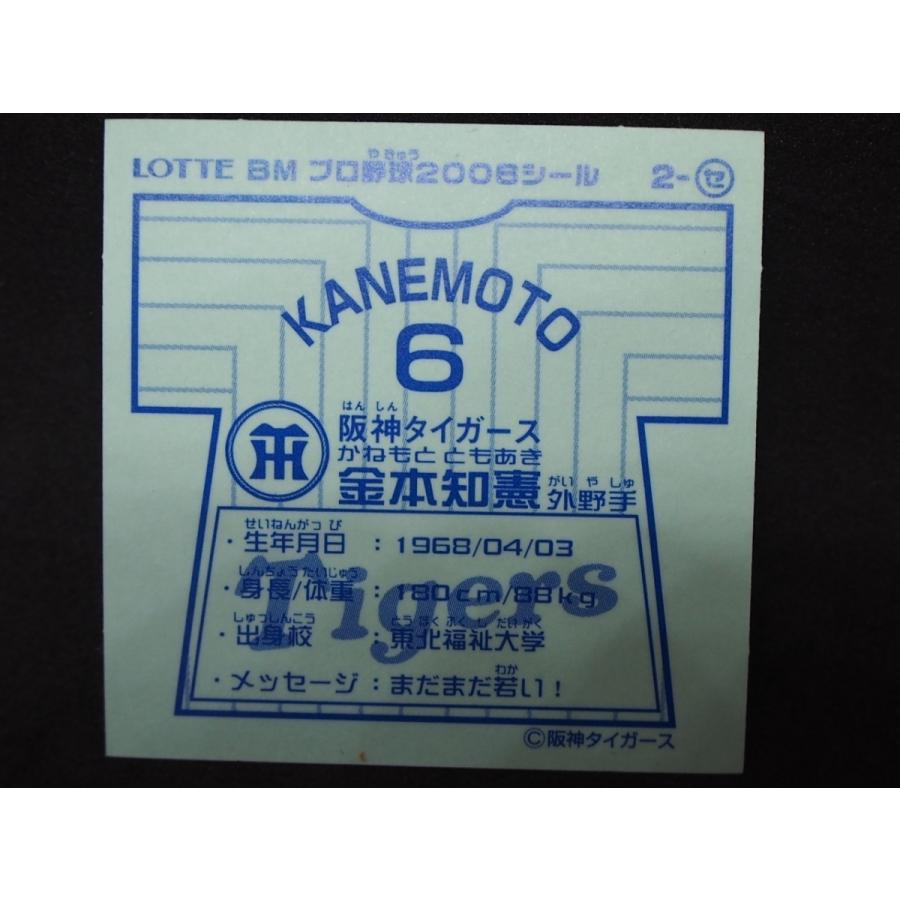 LOTTE BM プロ野球2006シール 2-セ
やきゅう
KANEMOTO
6
はんしん
阪神タイガース
かねもと ともあき
金本知憲 外野手
がいやしゅ
Tigers
せいねんがっぴ
・生年月日 : 1968/04/03
しんちょう たいじゅう
・身長/体重 : 180cm/88kg
しゅっしんこう とうほくふくしだいがく
・出身校 : 東北福祉大学
わか
・メッセージ : まだまだ若い!
©阪神タイガース